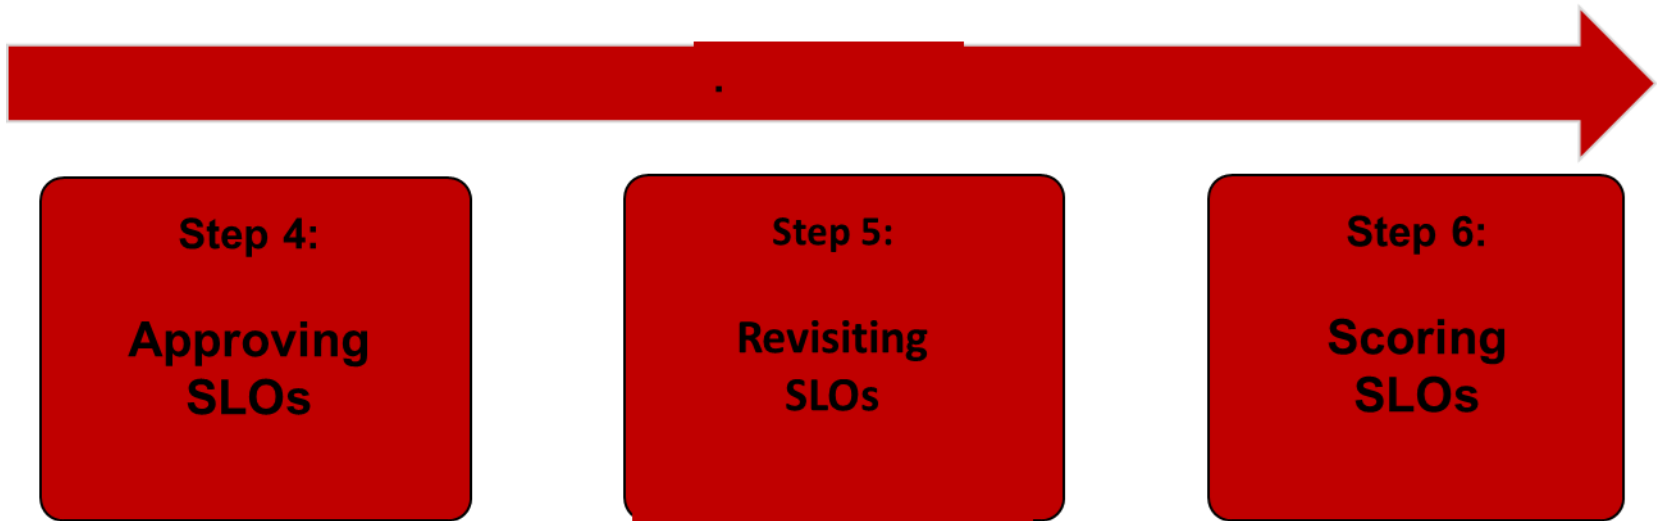 .
Step 4:
Approving
SLOs
Step 5:
Revisiting
SLOs
Step 6:
Scoring
SLOs